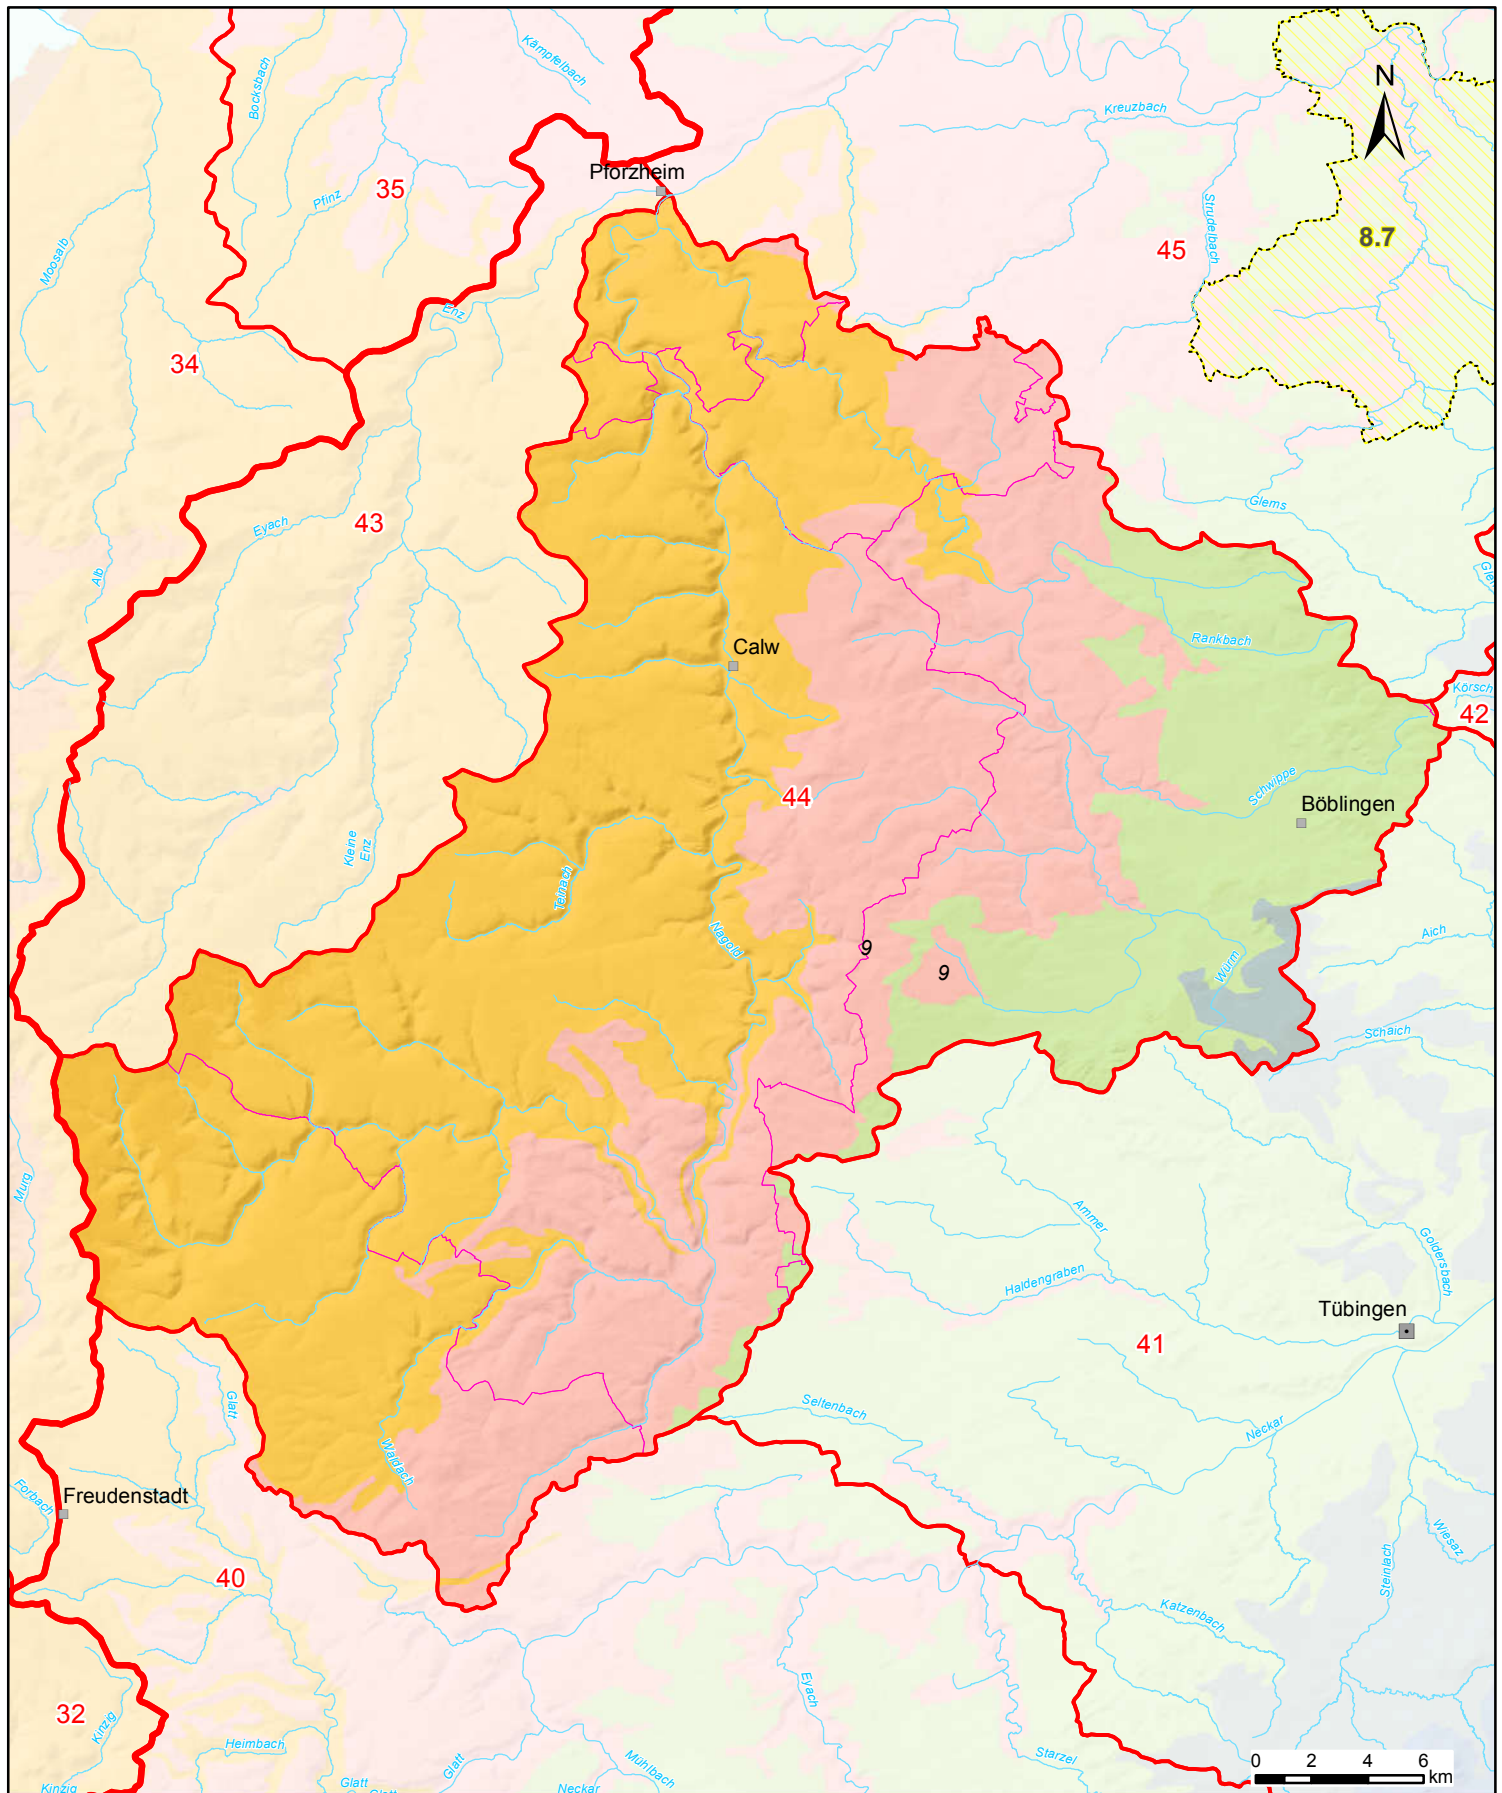 Kämpfelbach
Bocksbach
N
Kreuzbach
Pforzheim
Pfinz
35
Strudelbach
45
8.7
Moosalb
Enz
34
Glems
Eyach
43
Alb
Rankbach
Calw
Körsch
42
44
Schwippe
Böblingen
Kleine
Enz
Teinach
Nagold
9
9
Würm
Aich
Schaich
Murg
Ammer
Goldersbach
Haldengraben
Tübingen
41
Glatt
Seltenbach
Neckar
Waldach
Forbach
Freudenstadt
Wiesaz
Steinlach
40
Katzenbach
Eyach
32
Kinzig
Heimbach
Glatt
Mühlbach
Starzel
0 2 4 6
km
Kinzig
Glatt
Neckar